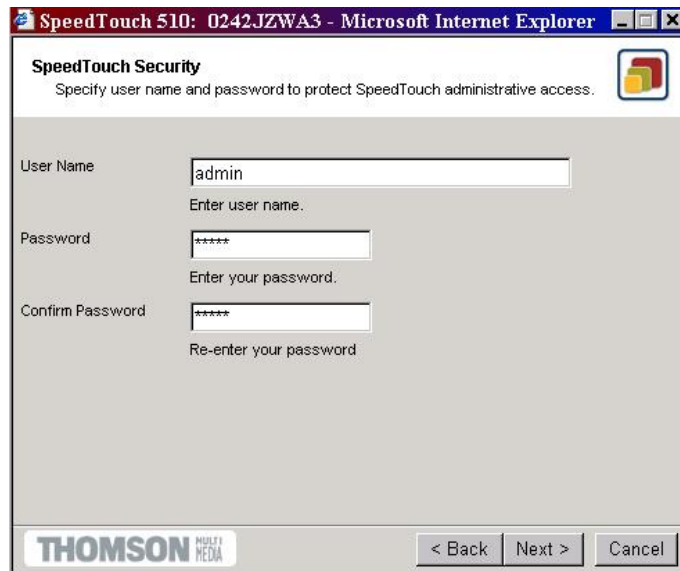 SpeedTouch 510: 0242JZWA3 - Microsoft Internet Explorer
SpeedTouch Security
Specify user name and password to protect SpeedTouch administrative access.
User Name
admin
Enter user name.
Password
*****
Enter your password.
Confirm Password
*****
Re-enter your password
THOMSON MULTI MEDIA
< Back Next > Cancel